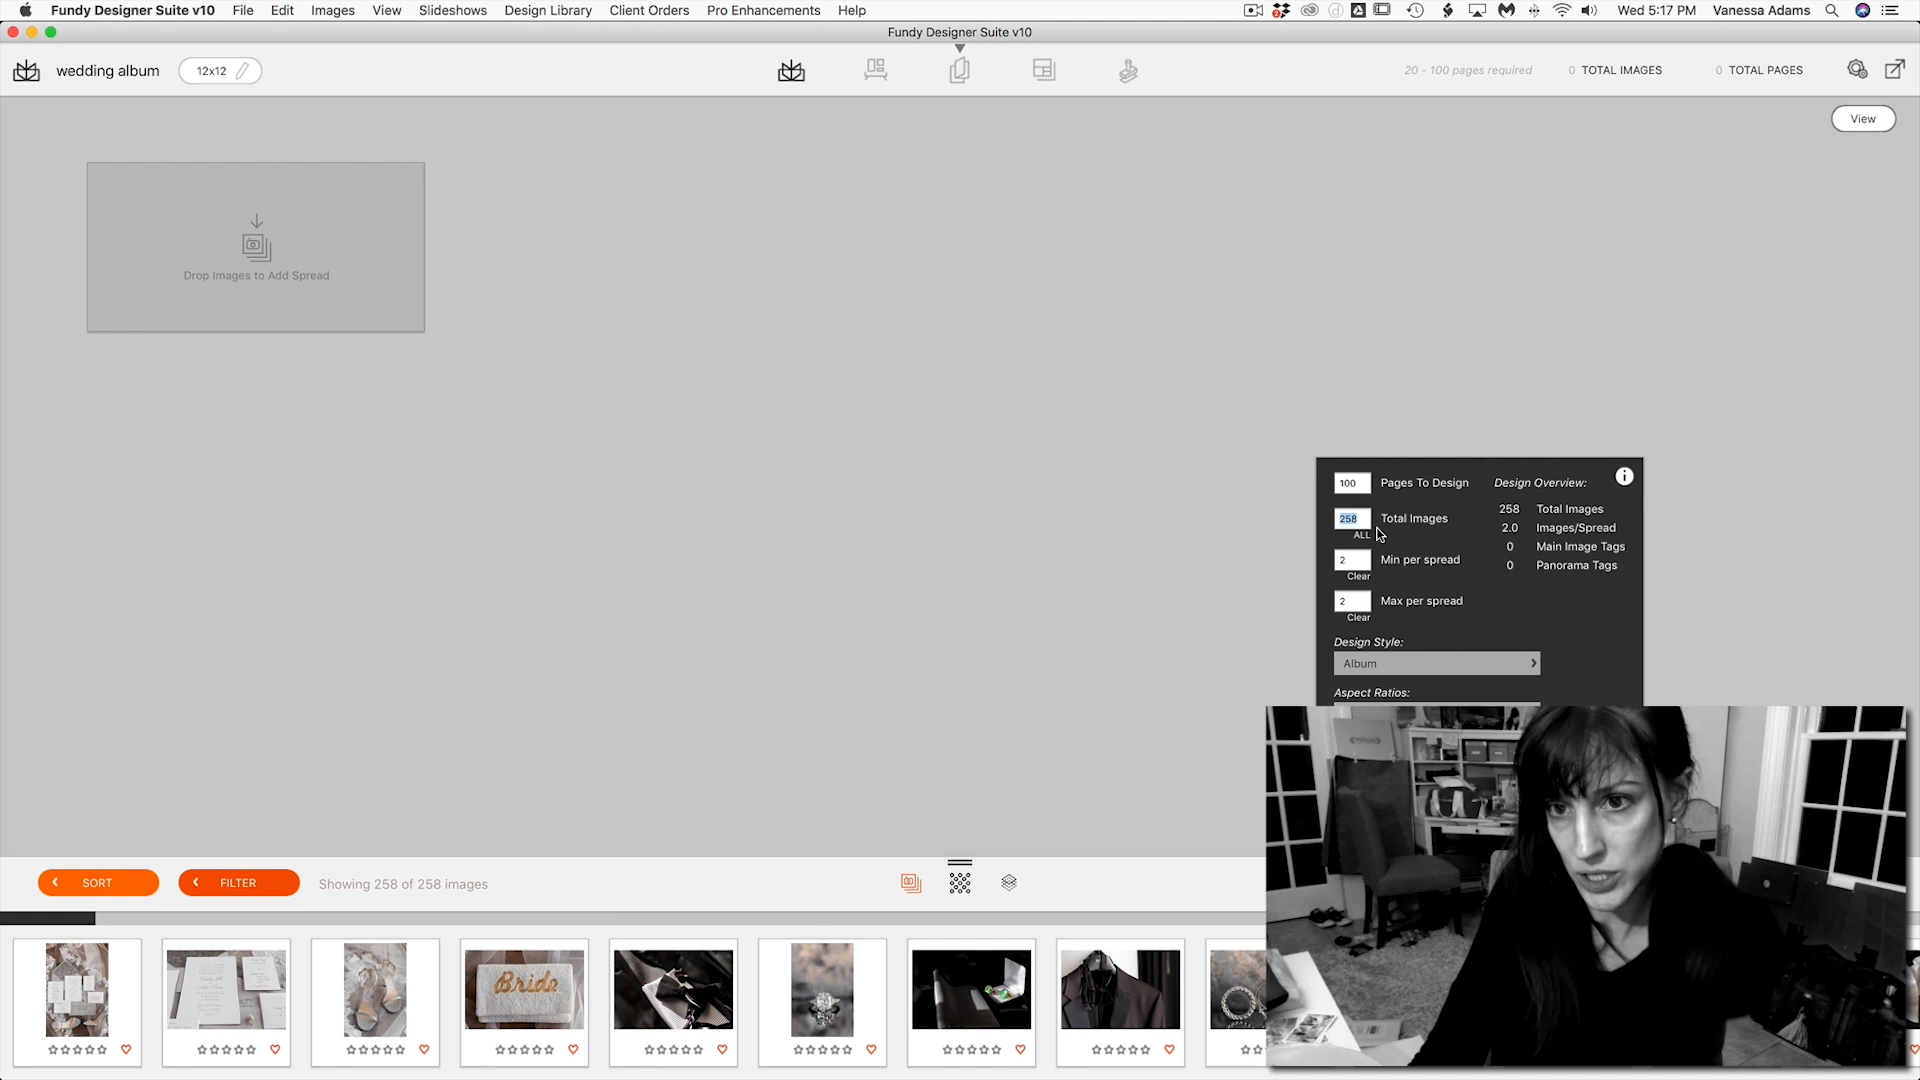 Fundy Designer Suite v10 File Edit Images View Slideshows Design Library Client Orders Pro Enhancements Help Wed 5:17 PM Vanessa Adams
Fundy Designer Suite v10
wedding album 12x12 20 - 100 pages required 0 TOTAL IMAGES 0 TOTAL PAGES
View
Drop Images to Add Spread
100 Pages To Design Design Overview:
258 Total Images
258 Total Images
ALL
2.0 Images/Spread
0 Main Image Tags
2 Min per spread
0 Panorama Tags
Clear
2 Max per spread
Clear
Design Style:
Album
Aspect Ratios:
SORT FILTER Showing 258 of 258 images
Bride